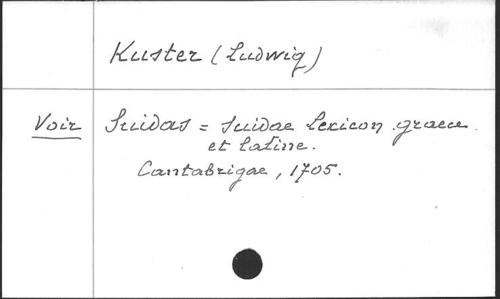 Kuster (Ludwig)
Voir Suidas = Suidae Lexicon graece
et latine.
Cantabrigae, 1705.